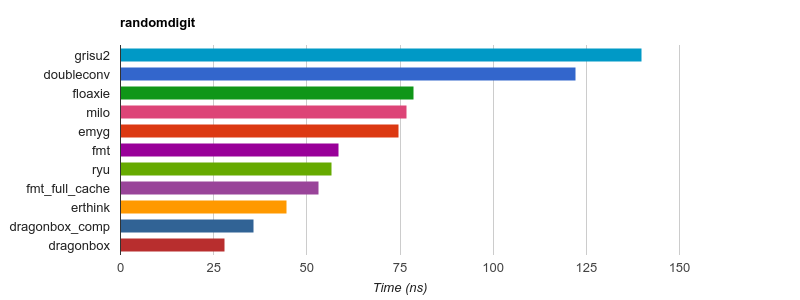 randomdigit
grisu2
doubleconv
floaxie
milo
emyg
fmt
ryu
fmt_full_cache
erthink
dragonbox_comp
dragonbox
0 25 50 75 100 125 150
Time (ns)